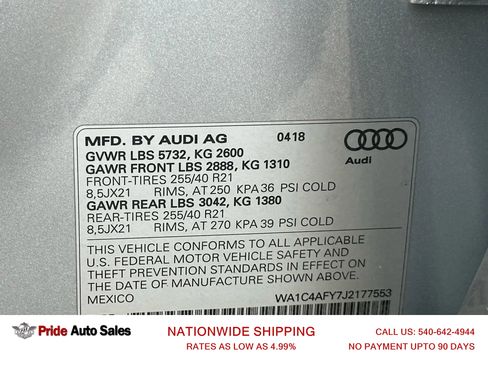 MFD. BY AUDI AG 0418
GVWR LBS 5732, KG 2600
GAWR FRONT LBS 2888, KG 1310
FRONT-TIRES 255/40 R21
8,5JX21 RIMS, AT 250 KPA 36 PSI COLD
GAWR REAR LBS 3042, KG 1380
REAR-TIRES 255/40 R21
8,5JX21 RIMS, AT 270 KPA 39 PSI COLD
Audi
THIS VEHICLE CONFORMS TO ALL APPLICABLE
U.S. FEDERAL MOTOR VEHICLE SAFETY AND
THEFT PREVENTION STANDARDS IN EFFECT ON
THE DATE OF MANUFACTURE SHOWN ABOVE.
MEXICO WA1C4AFY7J2177553
Pride Auto Sales
NATIONWIDE SHIPPING
RATES AS LOW AS 4.99%
CALL US: 540-642-4944
NO PAYMENT UPTO 90 DAYS